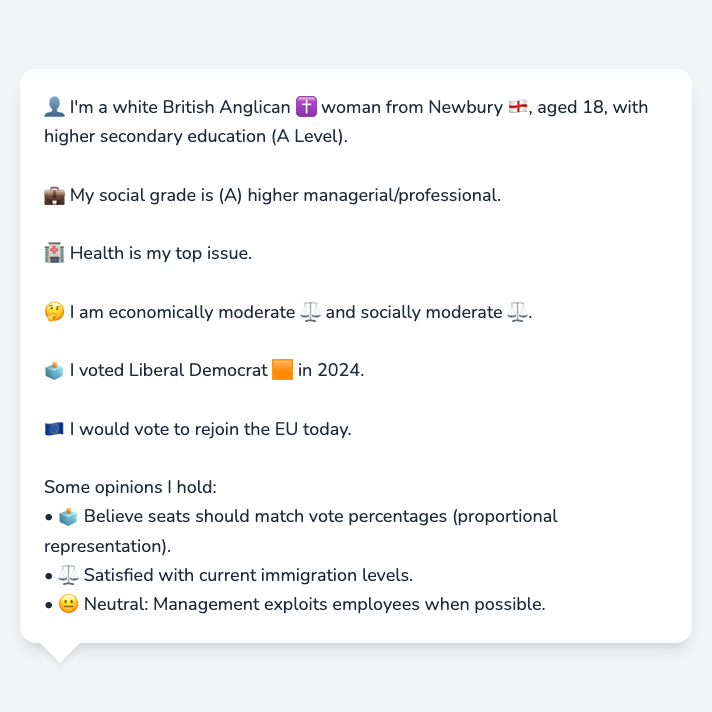 👤 I'm a white British Anglican ✝️ woman from Newbury 🏴󠁧󠁢󠁥󠁮󠁧󠁿, aged 18, with
higher secondary education (A Level).
💼 My social grade is (A) higher managerial/professional.
🏥 Health is my top issue.
🤔 I am economically moderate ⚖️ and socially moderate ⚖️.
🗳️ I voted Liberal Democrat 🟧 in 2024.
🇪🇺 I would vote to rejoin the EU today.
Some opinions I hold:
• 🗳️ Believe seats should match vote percentages (proportional
representation).
• ⚖️ Satisfied with current immigration levels.
• 😐 Neutral: Management exploits employees when possible.